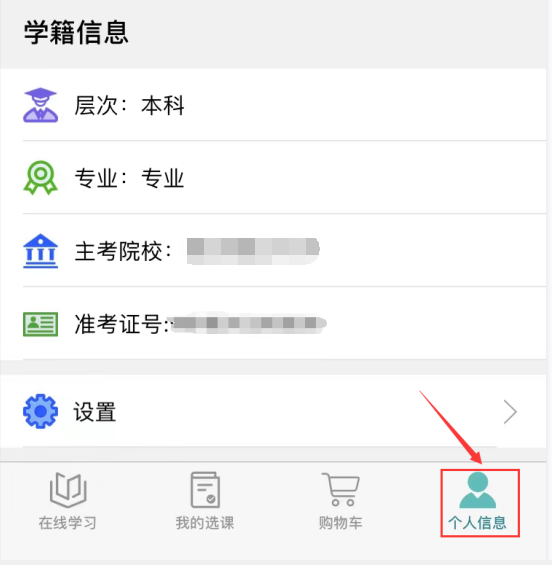 学籍信息
层次：本科
专业：专业
主考院校：
准考证号:
设置
在线学习 我的选课 购物车 个人信息